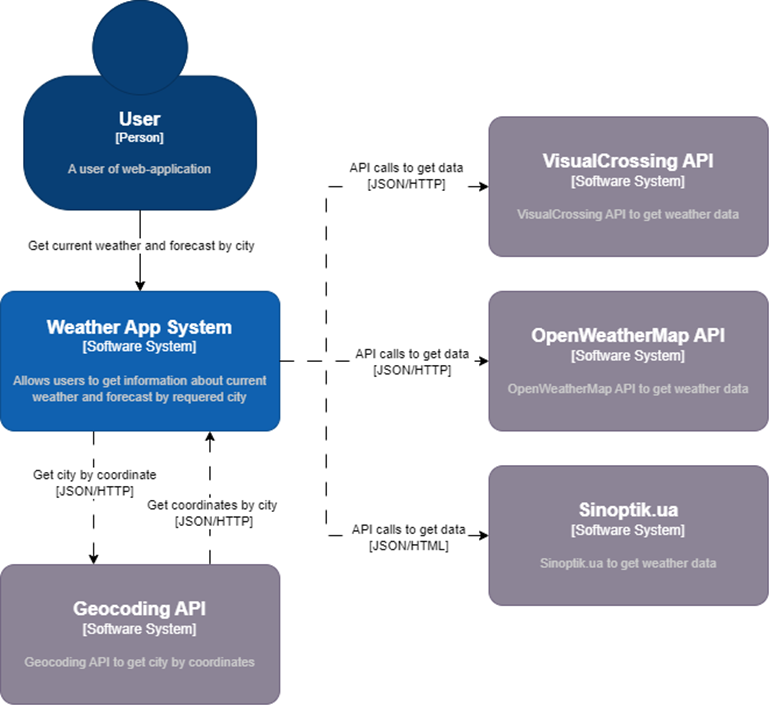 User
[Person]
A user of web-application
Get current weather and forecast by city
Weather App System
[Software System]
Allows users to get information about current
weather and forecast by requered city
Get city by coordinate
[JSON/HTTP]
Get coordinates by city
[JSON/HTTP]
Geocoding API
[Software System]
Geocoding API to get city by coordinates
API calls to get data
[JSON/HTTP]
VisualCrossing API
[Software System]
VisualCrossing API to get weather data
API calls to get data
[JSON/HTTP]
OpenWeatherMap API
[Software System]
OpenWeatherMap API to get weather data
API calls to get data
[JSON/HTML]
Sinoptik.ua
[Software System]
Sinoptik.ua to get weather data